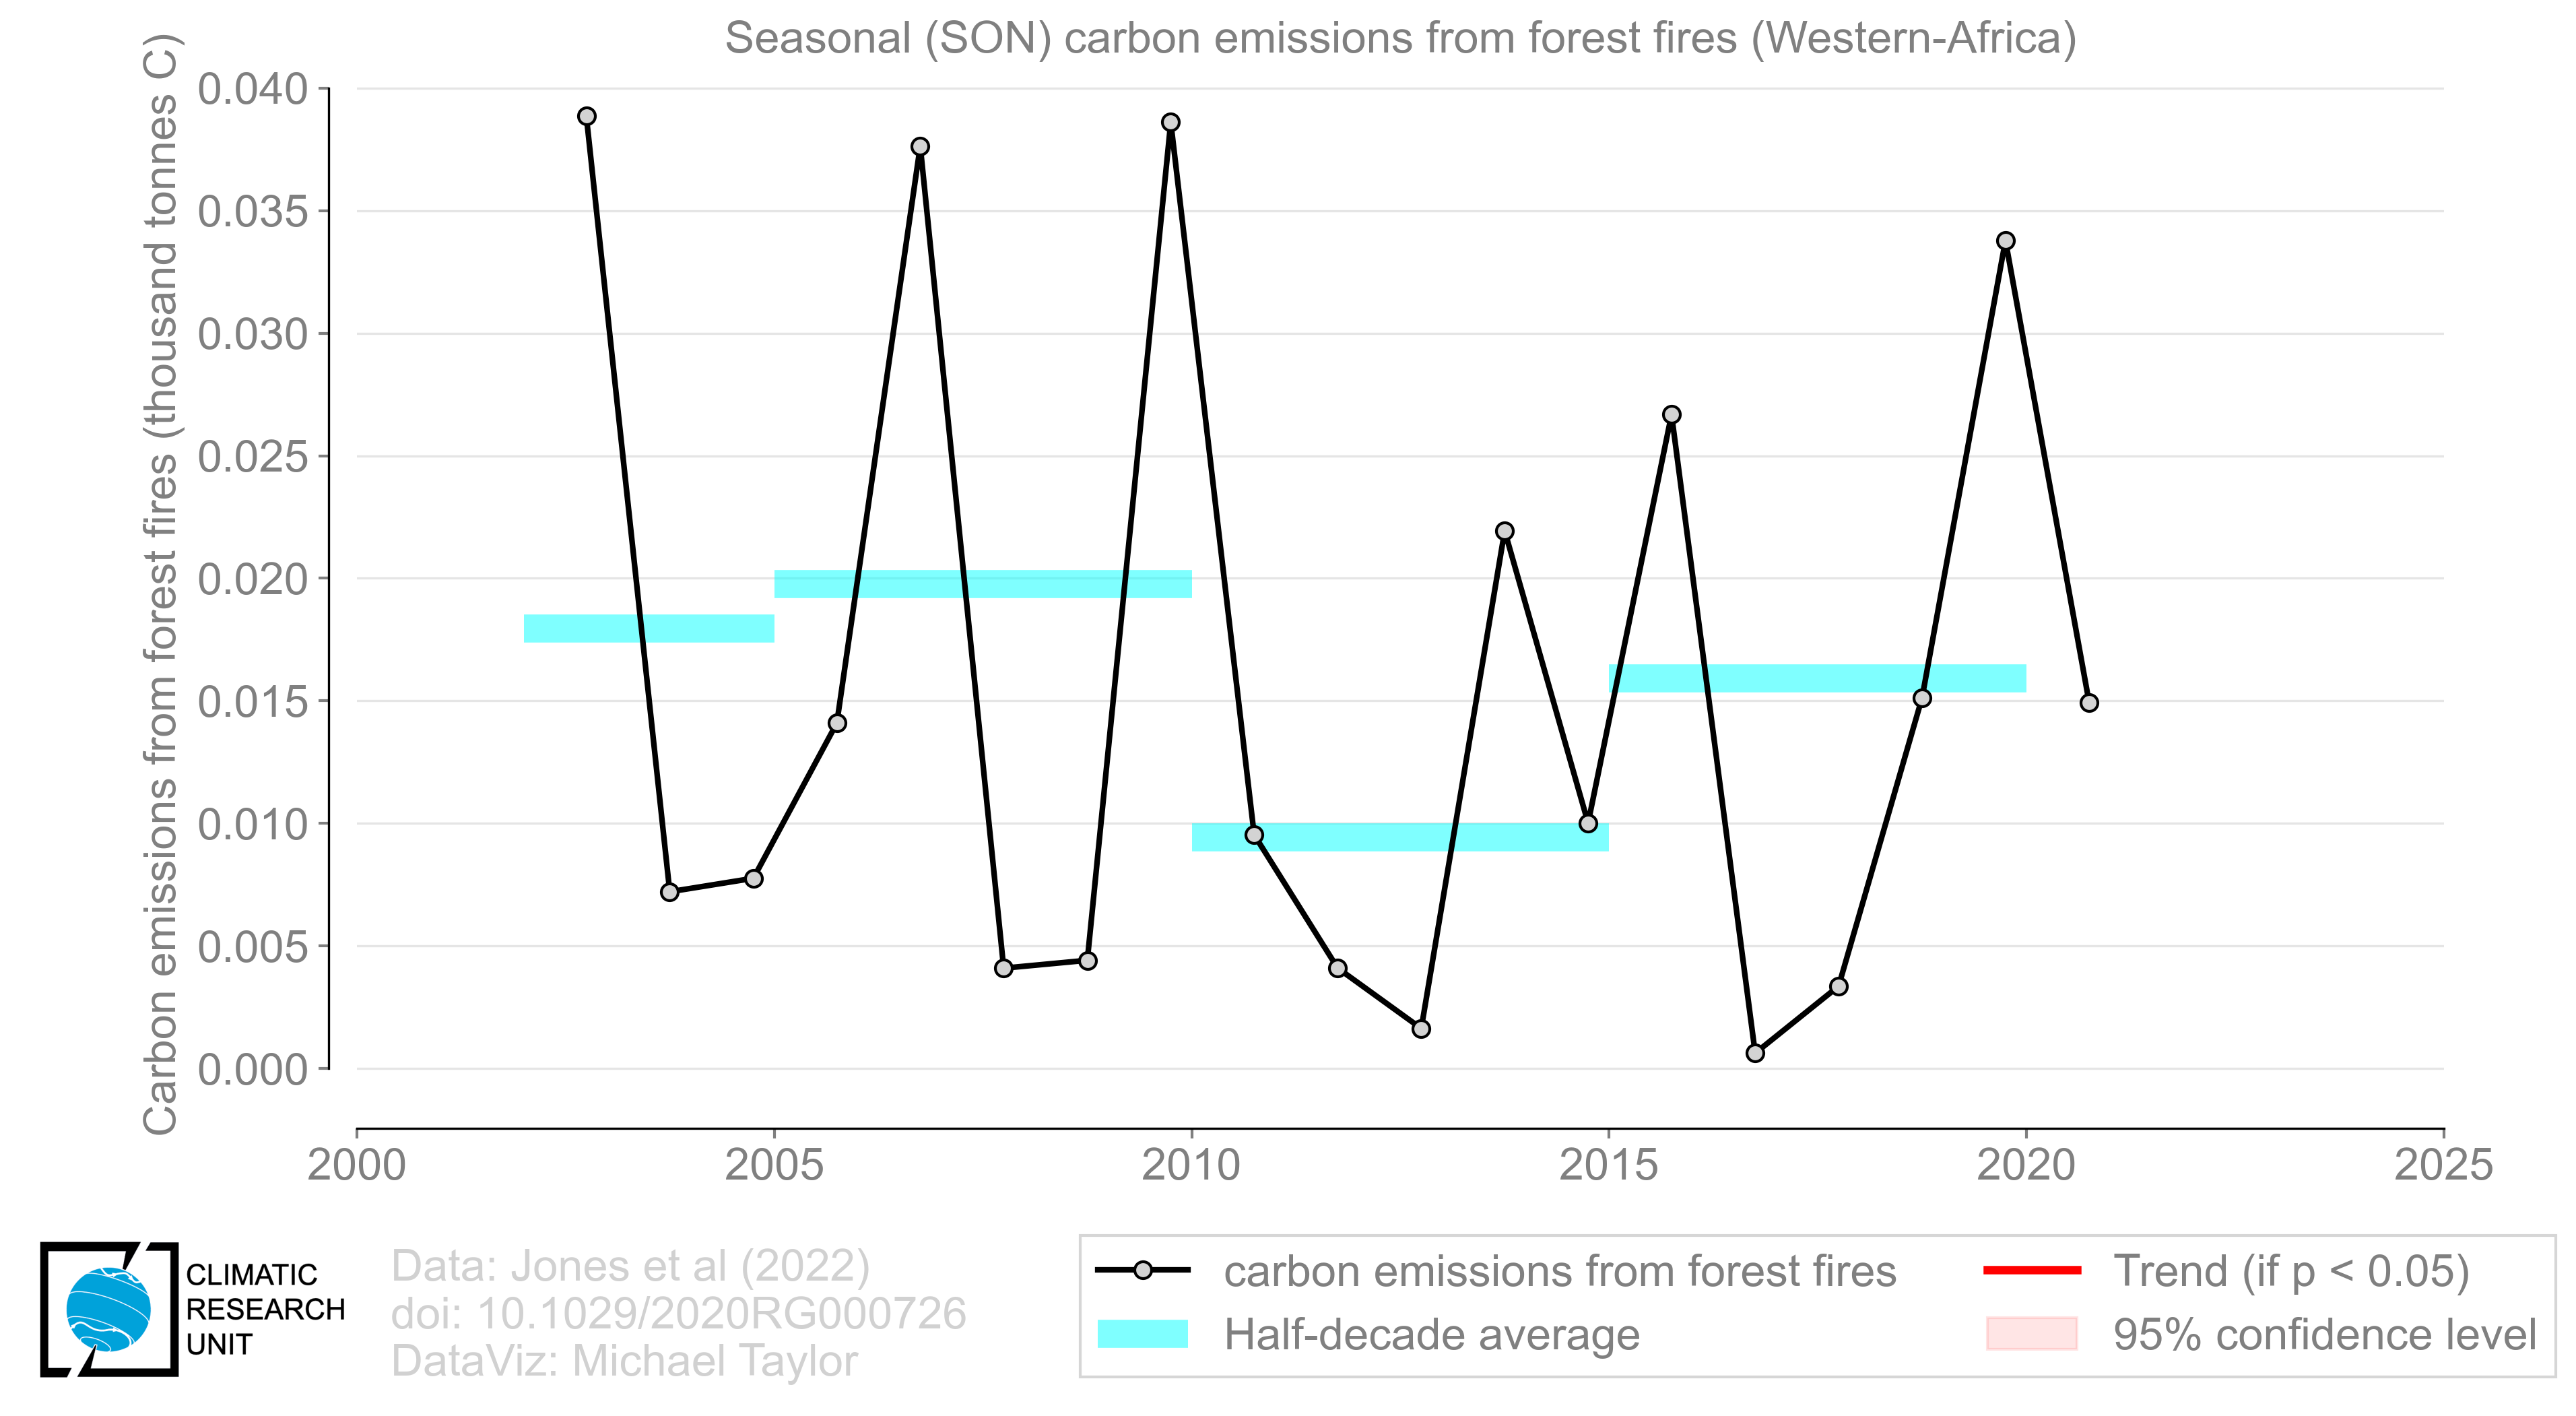 Seasonal (SON) carbon emissions from forest fires (Western-Africa)
Carbon emissions from forest fires (thousand tonnes C)
0.040
0.035
0.030
0.025
0.020
0.015
0.010
0.005
0.000
2000 2005 2010 2015 2020 2025
CLIMATIC
RESEARCH
UNIT
Data: Jones et al (2022)
doi: 10.1029/2020RG000726
DataViz: Michael Taylor
carbon emissions from forest fires
Half-decade average
Trend (if p < 0.05)
95% confidence level